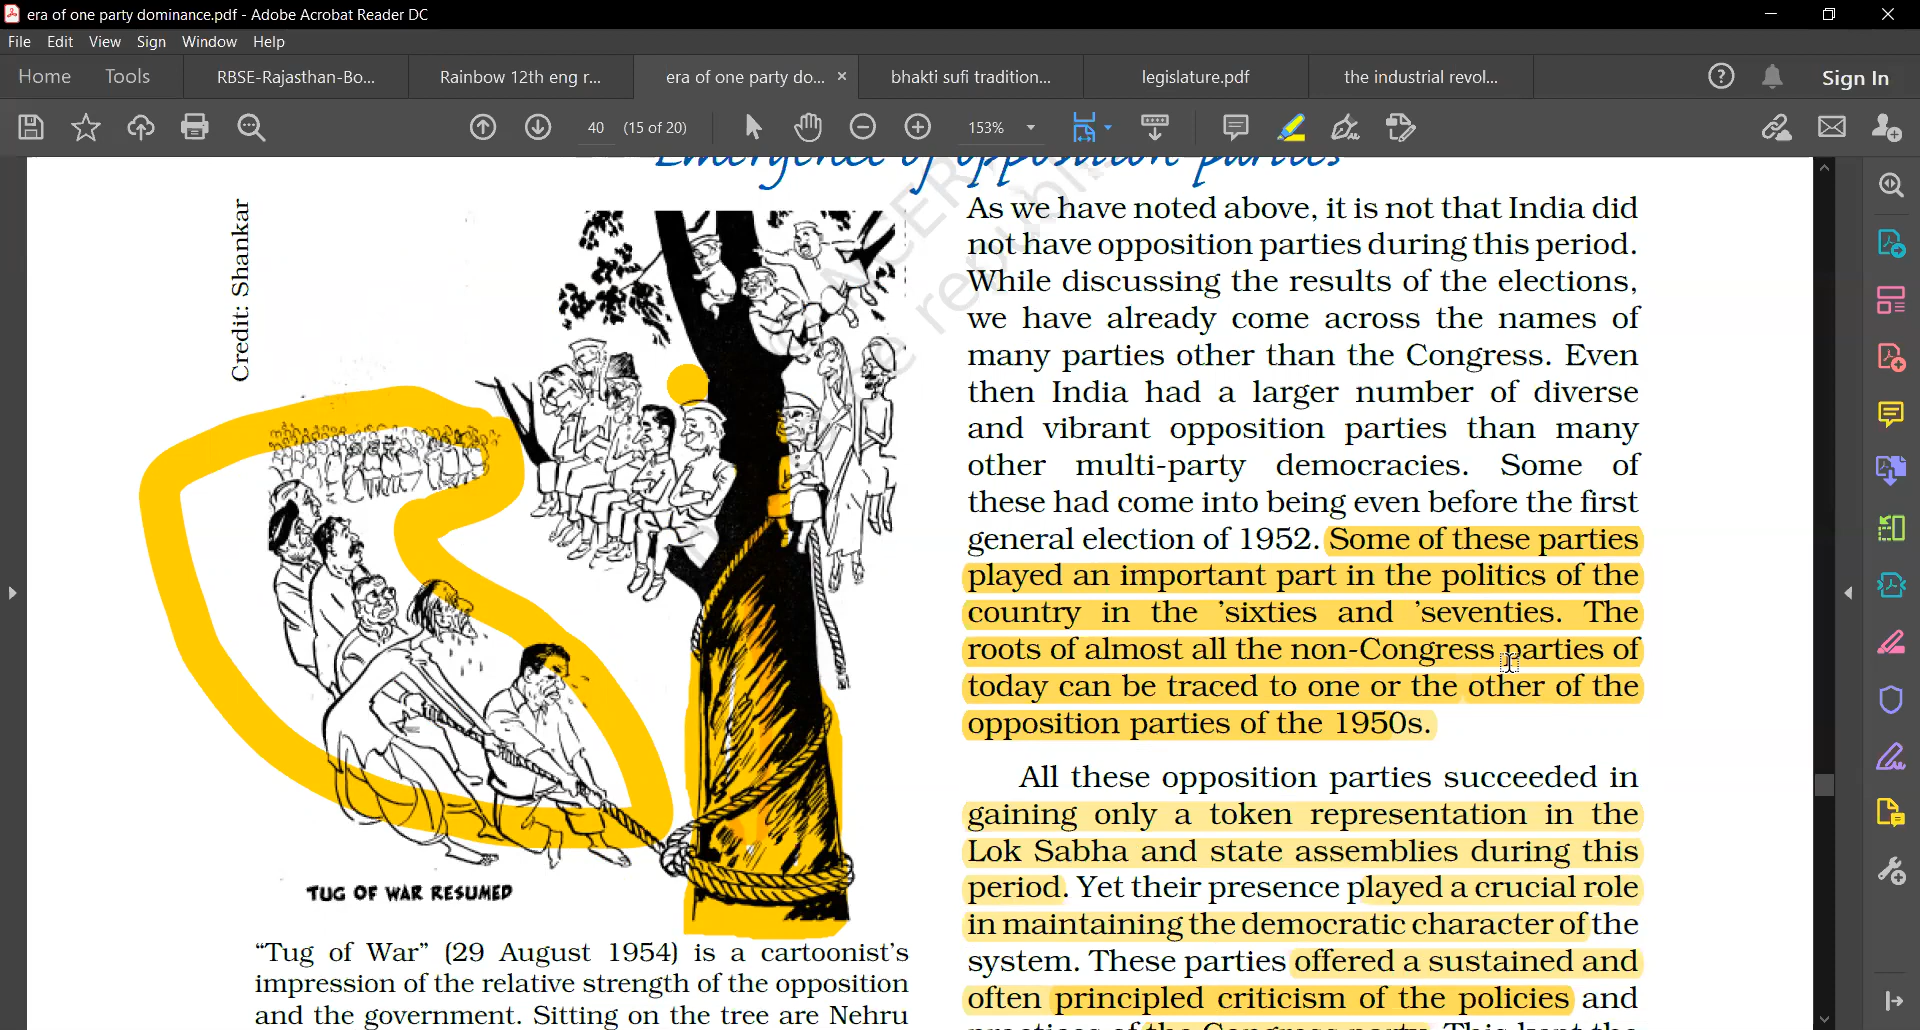 era of one party dominance.pdf - Adobe Acrobat Reader DC
File Edit View Sign Window Help
Home Tools RBSE-Rajasthan-Bo... Rainbow 12th eng r... era of one party do... × bhakti sufi tradition... legislature.pdf the industrial revol... Sign In
40 (15 of 20) 153%
Emergence of opposition parties
Credit: Shankar
TUG OF WAR RESUMED
“Tug of War” (29 August 1954) is a cartoonist’s
impression of the relative strength of the opposition
and the government. Sitting on the tree are Nehru
As we have noted above, it is not that India did
not have opposition parties during this period.
While discussing the results of the elections,
we have already come across the names of
many parties other than the Congress. Even
then India had a larger number of diverse
and vibrant opposition parties than many
other multi-party democracies. Some of
these had come into being even before the first
general election of 1952. Some of these parties
played an important part in the politics of the
country in the ’sixties and ’seventies. The
roots of almost all the non-Congress parties of
today can be traced to one or the other of the
opposition parties of the 1950s.
All these opposition parties succeeded in
gaining only a token representation in the
Lok Sabha and state assemblies during this
period. Yet their presence played a crucial role
in maintaining the democratic character of the
system. These parties offered a sustained and
often principled criticism of the policies and
practices of the Congress party. This kept the